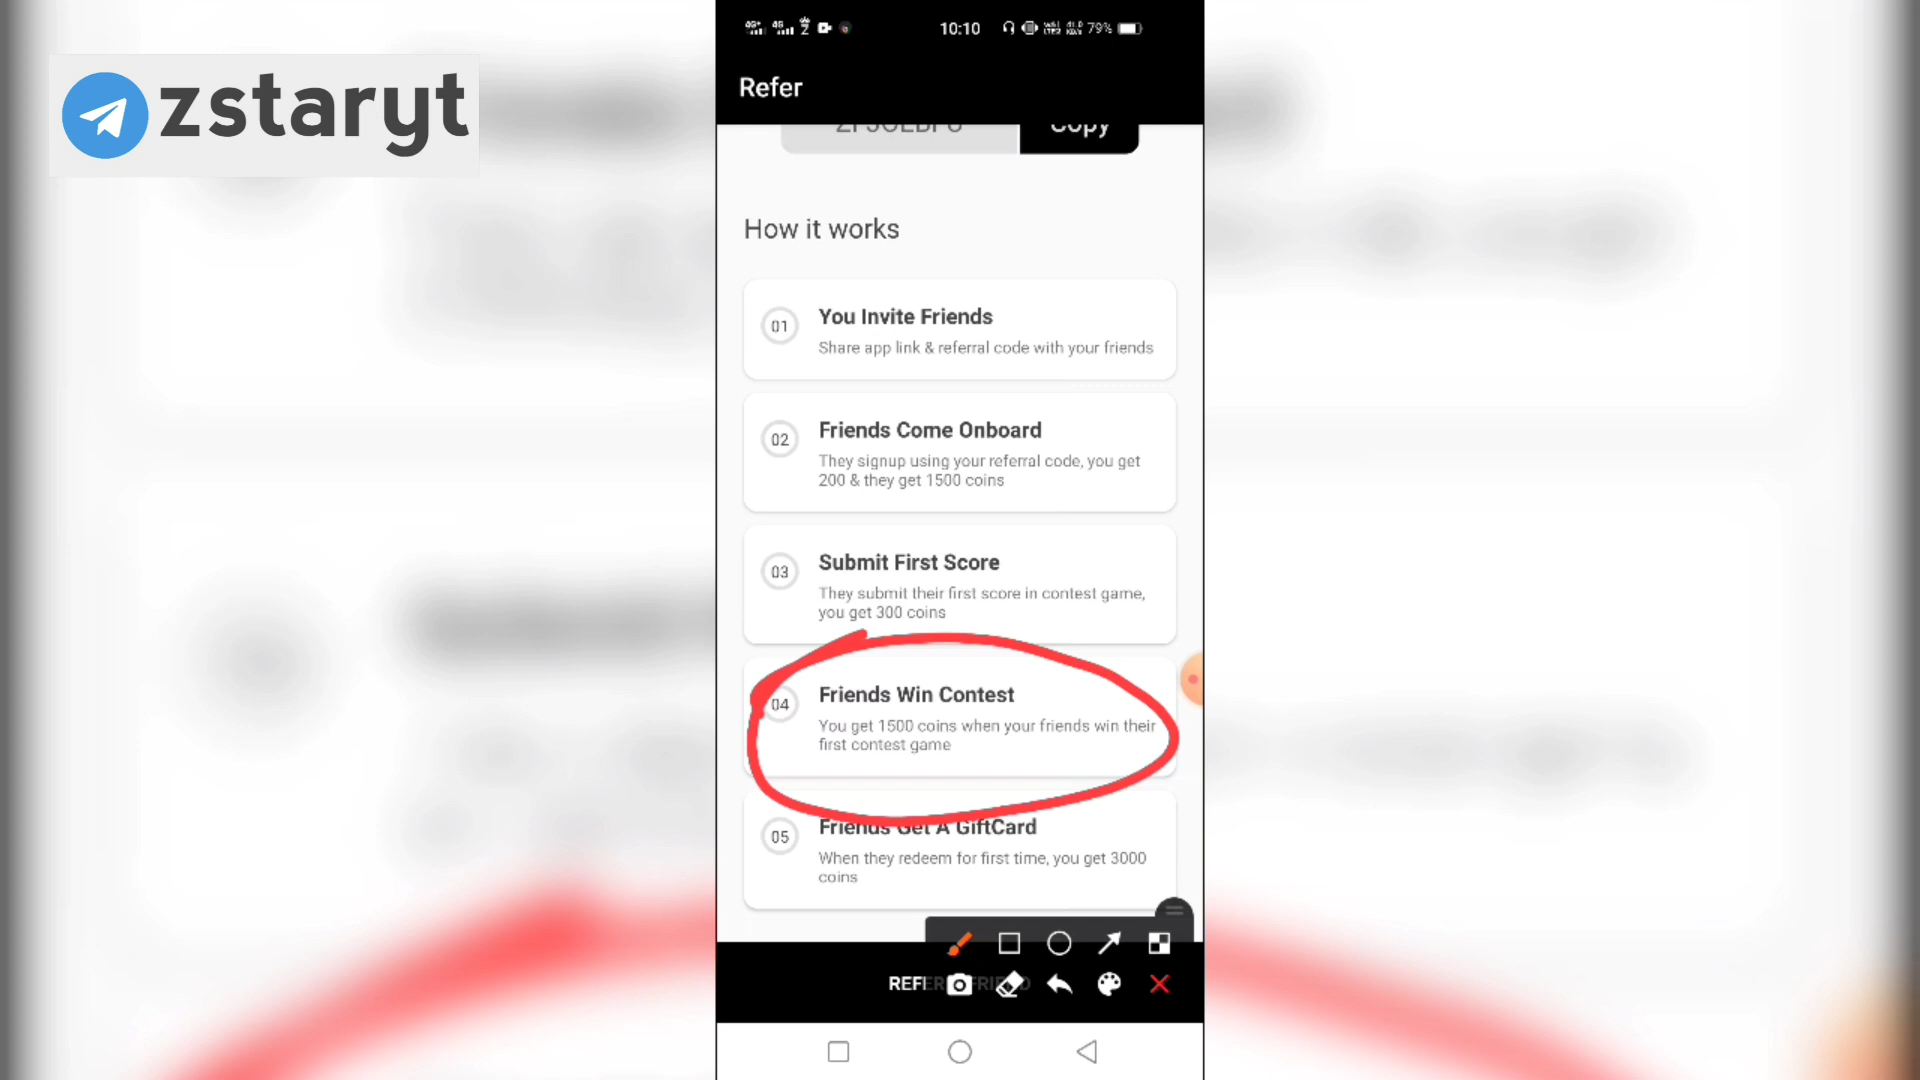 zstaryt
10:10
79%
Refer
Copy
How it works
01
You Invite Friends
Share app link & referral code with your friends
02
Friends Come Onboard
They signup using your referral code, you get
200 & they get 1500 coins
03
Submit First Score
They submit their first score in contest game,
you get 300 coins
04
Friends Win Contest
You get 1500 coins when your friends win their
first contest game
05
Friends Get A GiftCard
When they redeem for first time, you get 3000
coins